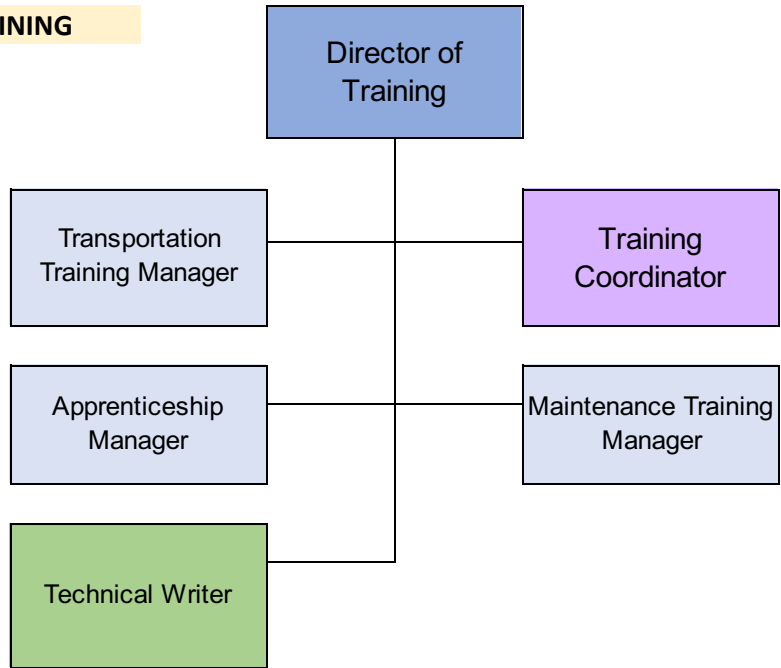 INING
Director of
Training
Transportation
Training Manager
Training
Coordinator
Apprenticeship
Manager
Maintenance Training
Manager
Technical Writer